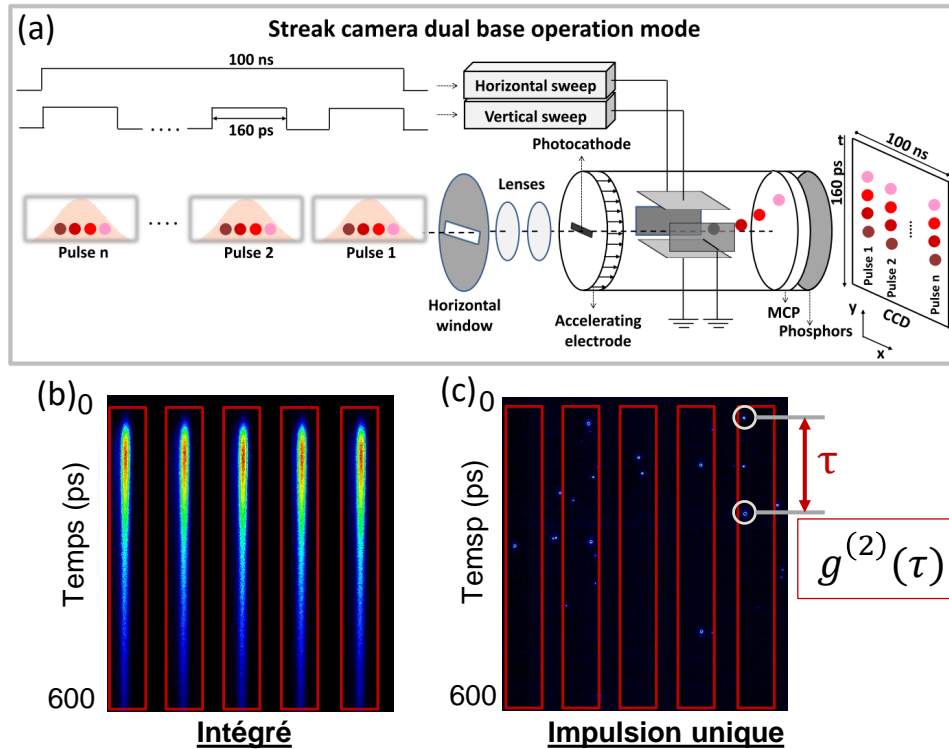 (a)
Streak camera dual base operation mode
100 ns
160 ps
Horizontal sweep
Vertical sweep
Photocathode
Lenses
Pulse n
Pulse 2
Pulse 1
Horizontal
window
Accelerating
electrode
MCP
Phosphors
t
100 ns
160 ps
Pulse 1
Pulse 2
Pulse n
CCD
y
x
(b)
0
Temps (ps)
600
Intégré
(c)
0
Temsp (ps)
600
Impulsion unique
τ
g^(2)(τ)